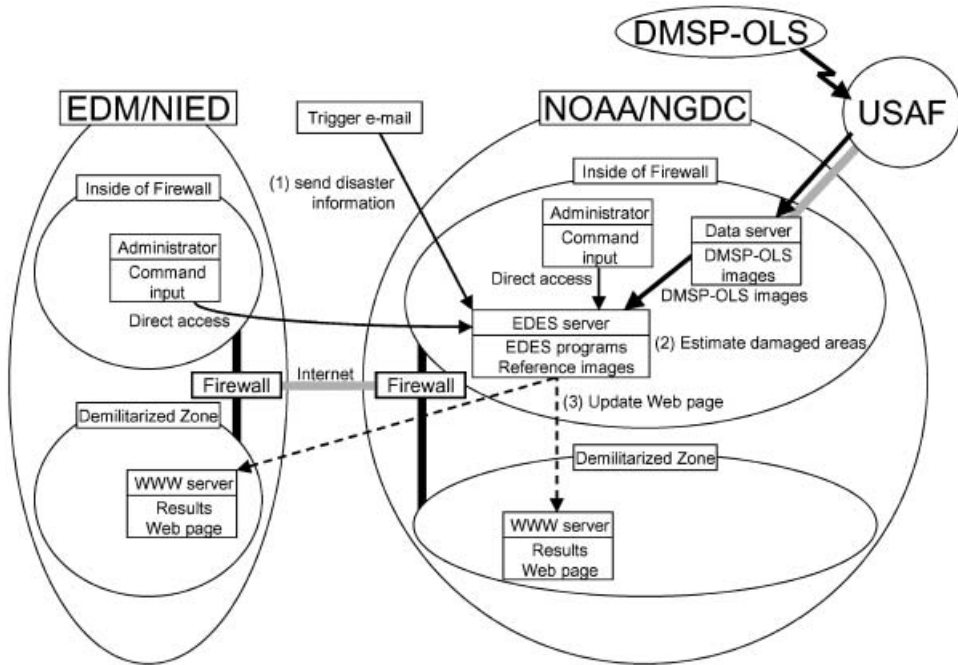 DMSP-OLS
USAF
EDM/NIED
NOAA/NGDC
Trigger e-mail
(1) send disaster
information
Inside of Firewall
Administrator
Command
input
Direct access
Inside of Firewall
Administrator
Command
input
Direct access
Data server
DMSP-OLS
images
DMSP-OLS images
EDES server
EDES programs
Reference images
(2) Estimate damaged areas
Firewall
Internet
Firewall
(3) Update Web page
Demilitarized Zone
WWW server
Results
Web page
Demilitarized Zone
WWW server
Results
Web page